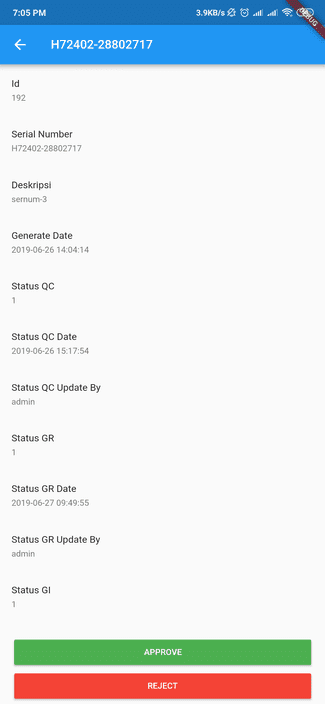 7:05 PM 3.9KB/s
H72402-28802717
Id
192
Serial Number
H72402-28802717
Deskripsi
sernum-3
Generate Date
2019-06-26 14:04:14
Status QC
1
Status QC Date
2019-06-26 15:17:54
Status QC Update By
admin
Status GR
1
Status GR Date
2019-06-27 09:49:55
Status GR Update By
admin
Status GI
1
APPROVE
REJECT